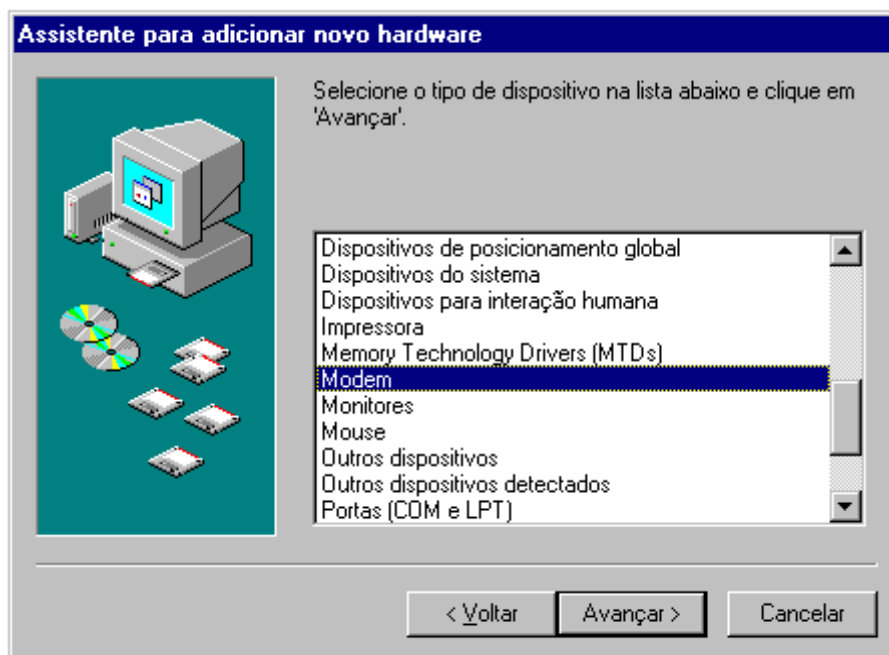 Assistente para adicionar novo hardware
Selecione o tipo de dispositivo na lista abaixo e clique em
'Avançar'.
Dispositivos de posicionamento global
Dispositivos do sistema
Dispositivos para interação humana
Impressora
Memory Technology Drivers (MTDs)
Modem
Monitores
Mouse
Outros dispositivos
Outros dispositivos detectados
Portas (COM e LPT)
< Voltar
Avançar >
Cancelar